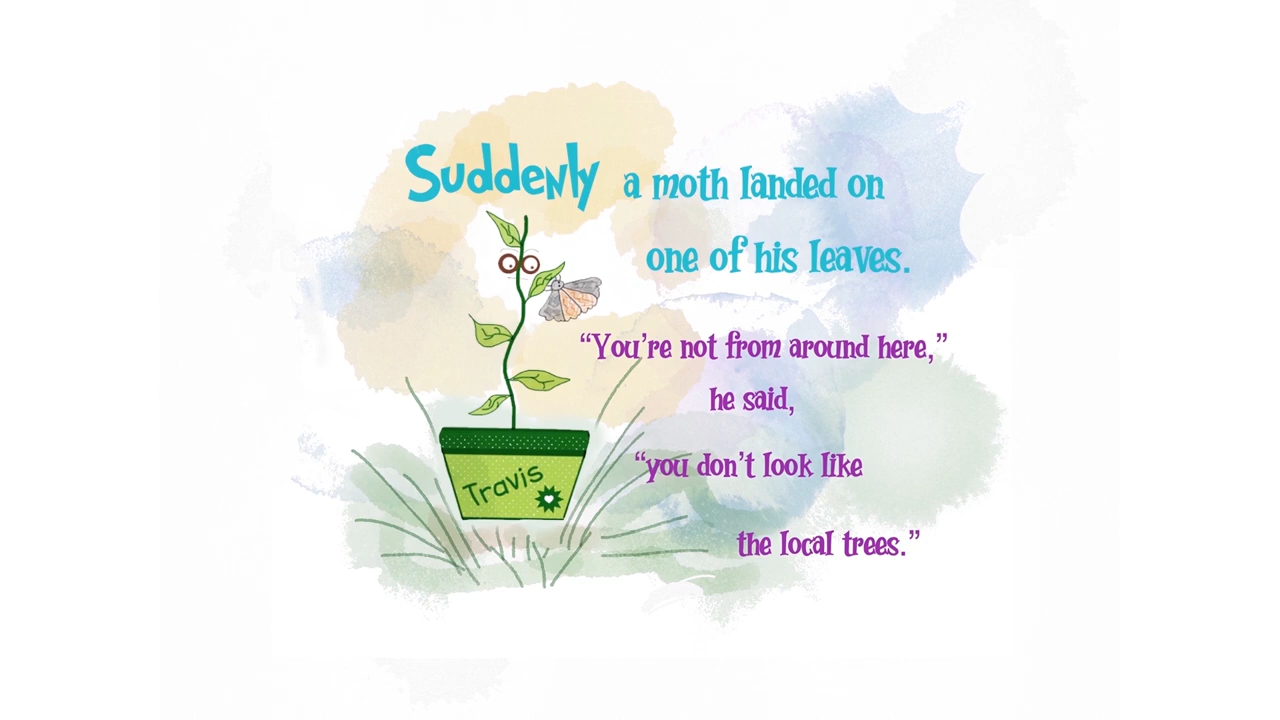 Suddenly a moth landed on
one of his leaves.
“You’re not from around here,”
he said,
“you don’t look like
the local trees.”
Travis